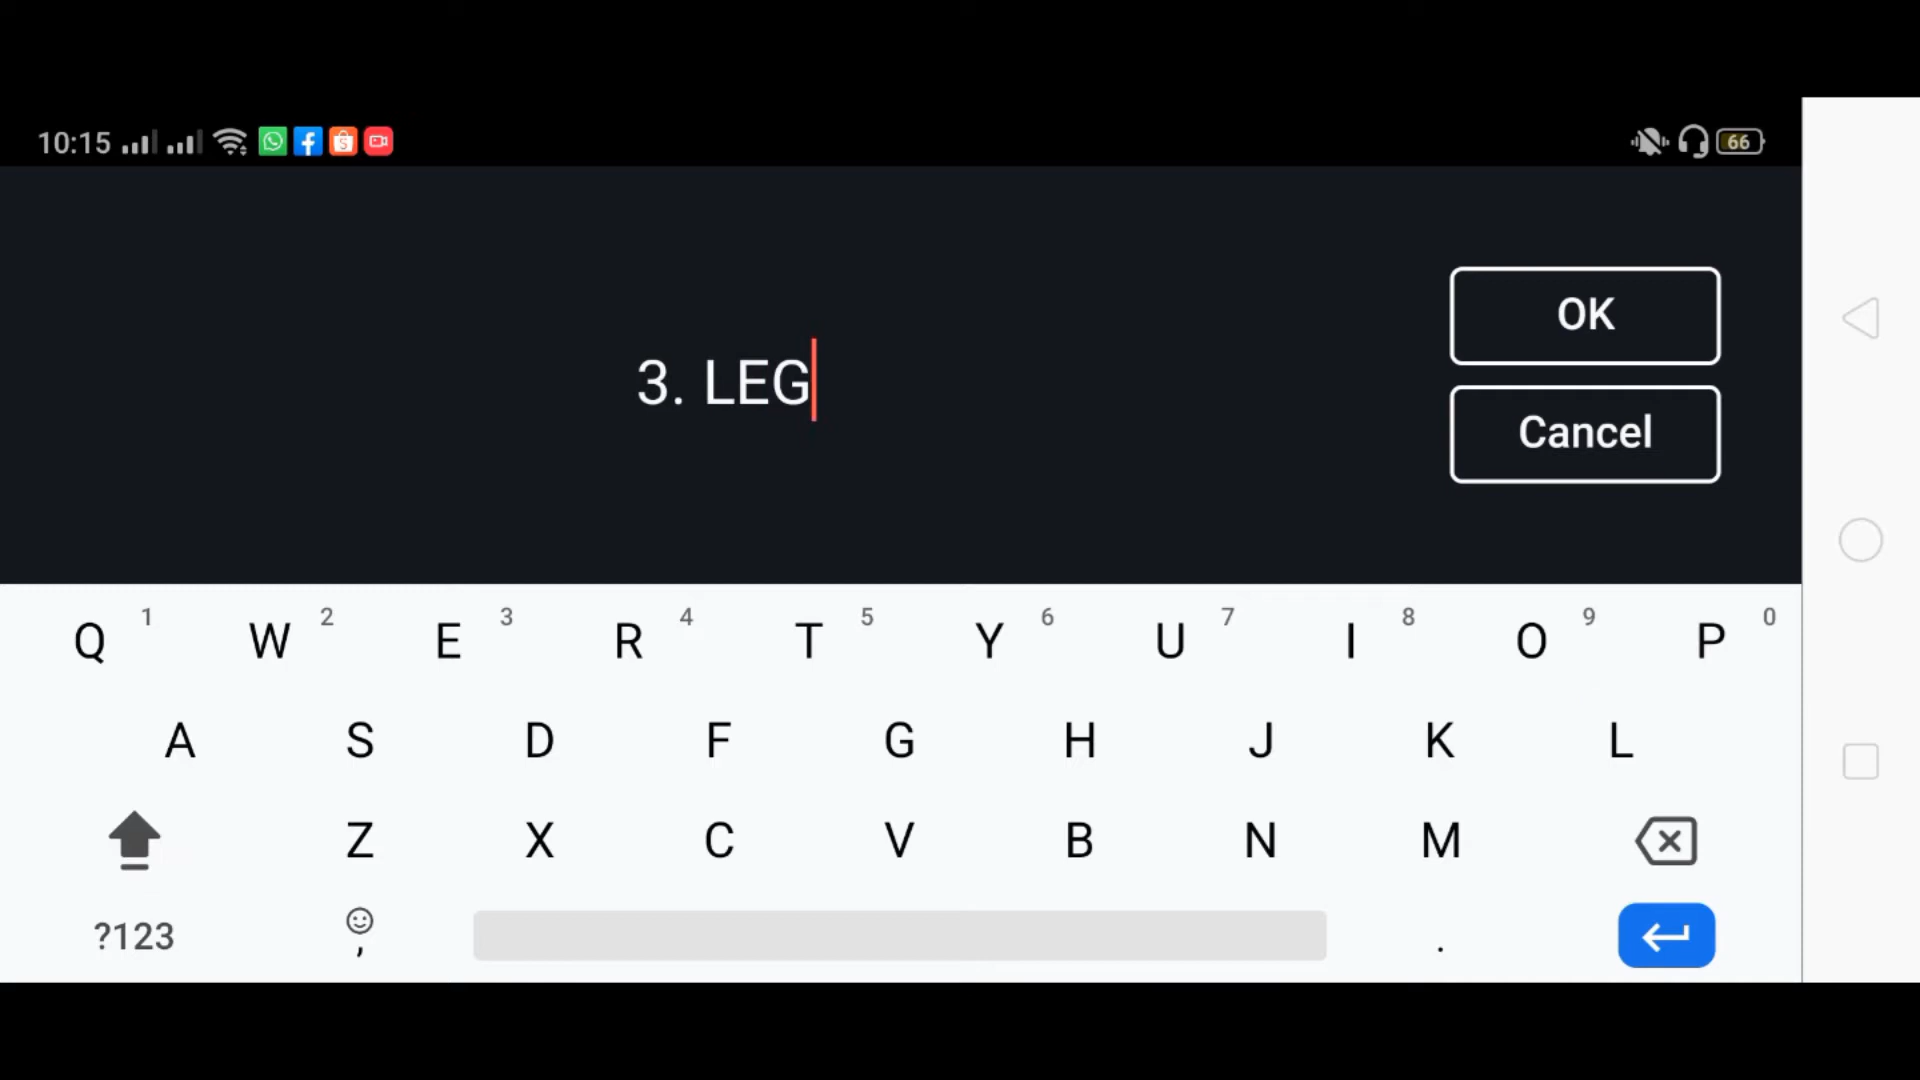 10:15
66
3. LEG
OK
Cancel
Q 1 W 2 E 3 R 4 T 5 Y 6 U 7 I 8 O 9 P 0
A S D F G H J K L
Z X C V B N M
?123 , .